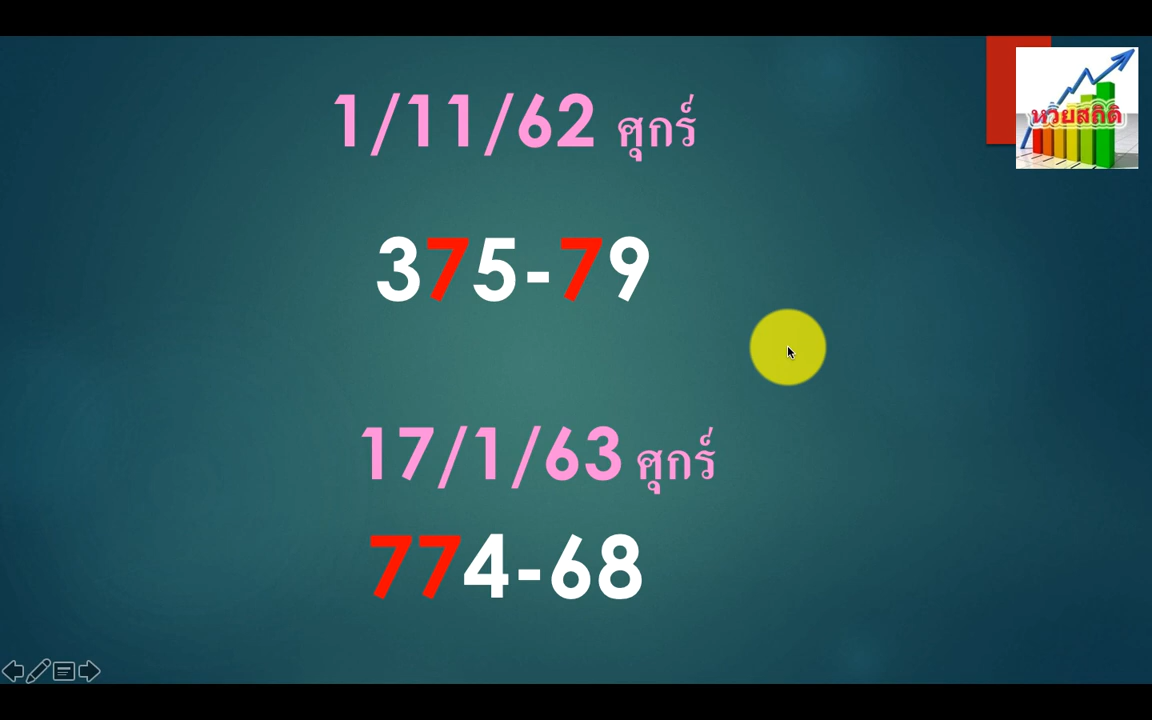 1/11/62 ศุกร์
หวยสถิติ
375-79
17/1/63 ศุกร์
774-68